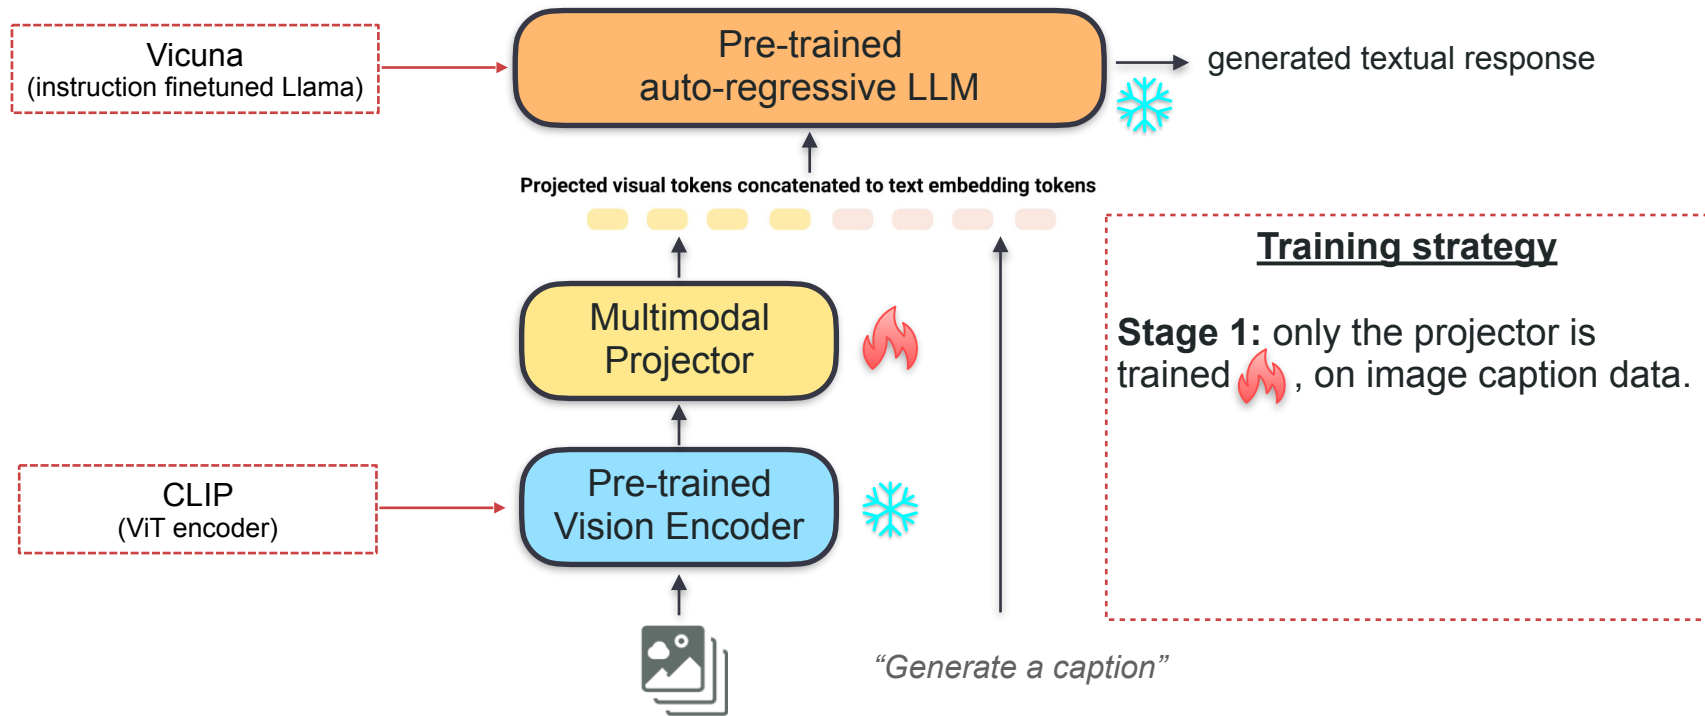 Vicuna
(instruction finetuned Llama)
Pre-trained
auto-regressive LLM
generated textual response
Projected visual tokens concatenated to text embedding tokens
Multimodal
Projector
Training strategy
Stage 1: only the projector is
trained , on image caption data.
CLIP
(ViT encoder)
Pre-trained
Vision Encoder
“Generate a caption”